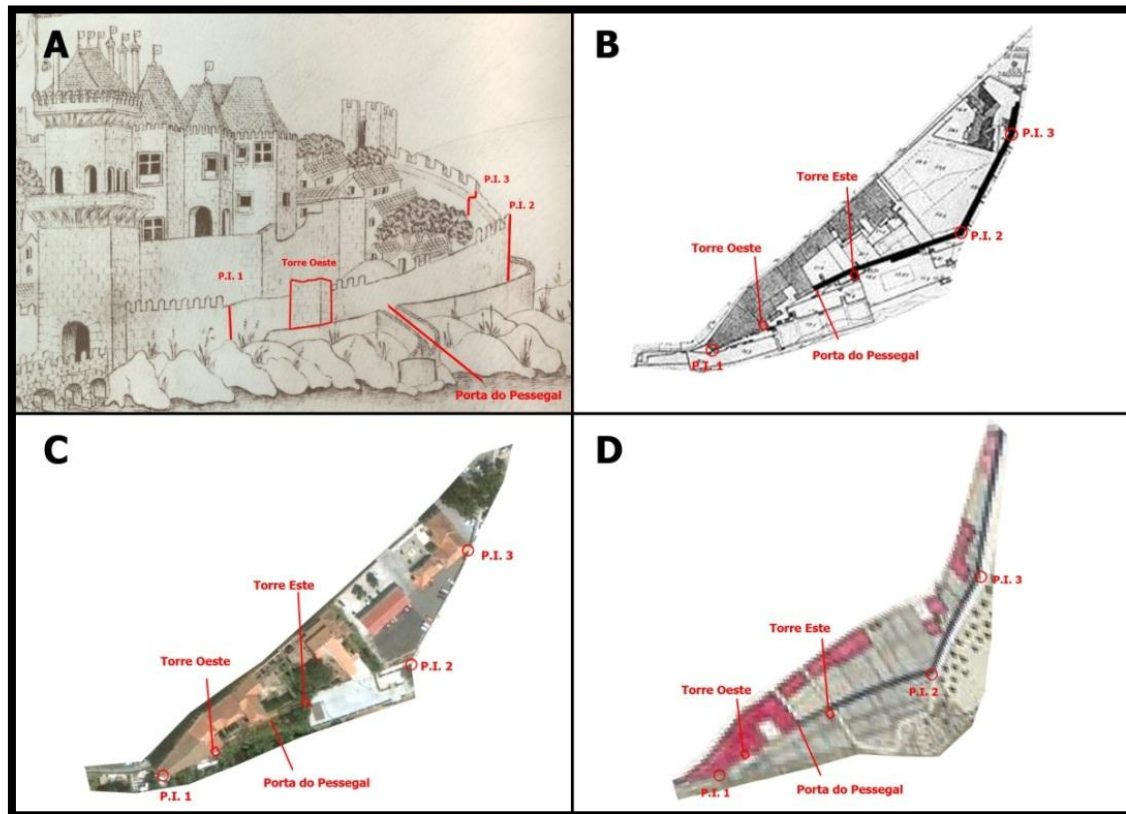 A
P.I. 3
P.I. 2
Torre Oeste
P.I. 1
Porta do Pessegal
B
P.I. 3
Torre Este
P.I. 2
Torre Oeste
Porta do Pessegal
P.I. 1
C
P.I. 3
Torre Este
Torre Oeste
P.I. 2
Porta do Pessegal
P.I. 1
D
P.I. 3
Torre Este
P.I. 2
Torre Oeste
Porta do Pessegal
P.I. 1